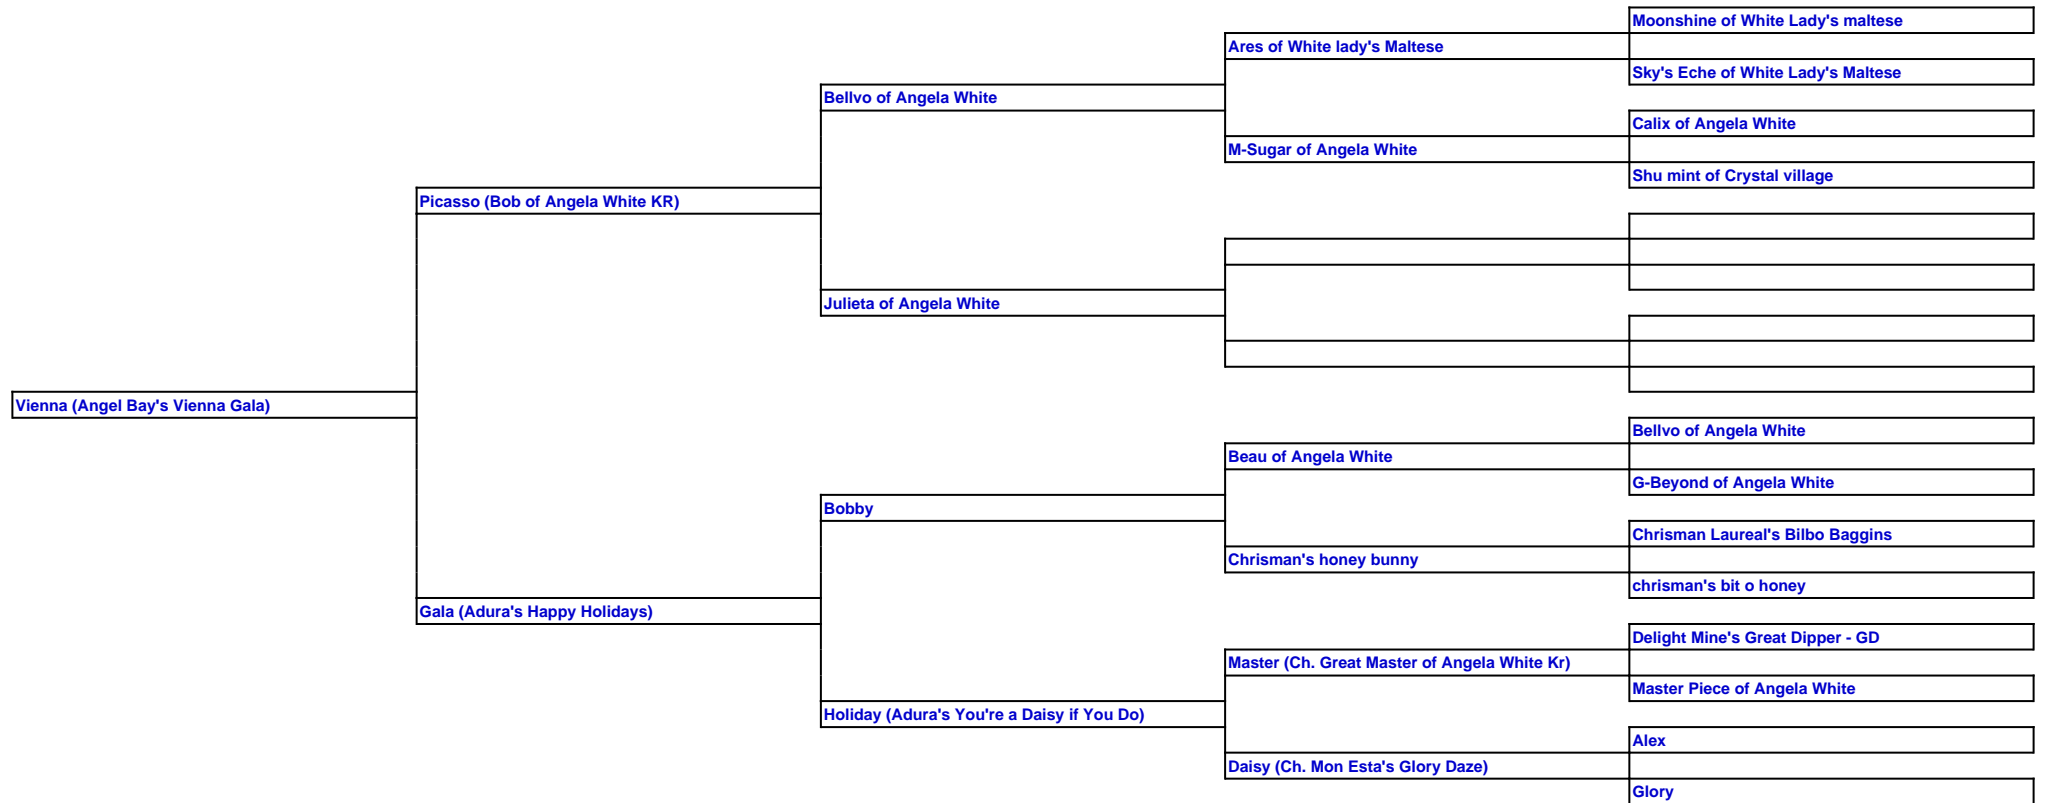 Moonshine of White Lady's maltese
Ares of White lady's Maltese
Sky's Eche of White Lady's Maltese
Bellvo of Angela White
Calix of Angela White
M-Sugar of Angela White
Shu mint of Crystal village
Picasso (Bob of Angela White KR)
Julieta of Angela White
Vienna (Angel Bay's Vienna Gala)
Bellvo of Angela White
Beau of Angela White
G-Beyond of Angela White
Bobby
Chrisman Laureal's Bilbo Baggins
Chrisman's honey bunny
chrisman's bit o honey
Gala (Adura's Happy Holidays)
Delight Mine's Great Dipper - GD
Master (Ch. Great Master of Angela White Kr)
Master Piece of Angela White
Holiday (Adura's You're a Daisy if You Do)
Alex
Daisy (Ch. Mon Esta's Glory Daze)
Glory